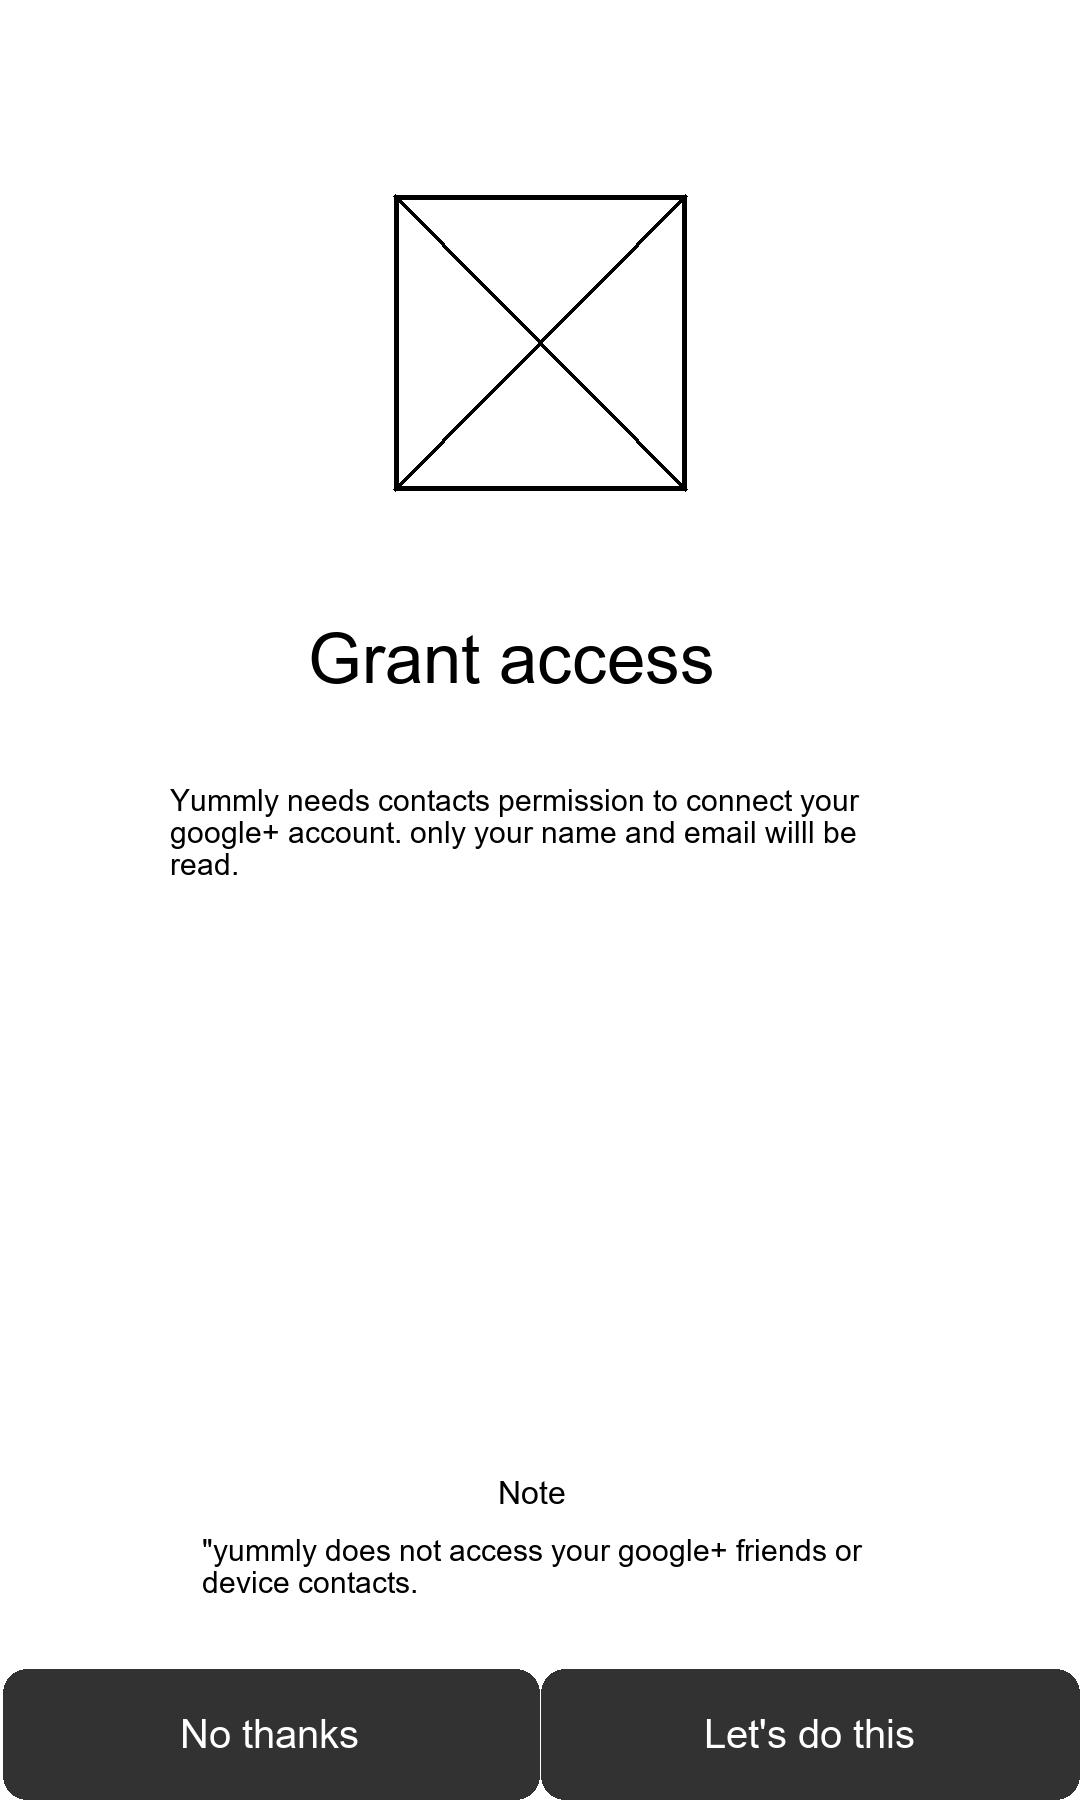 Grant access
Yummly needs contacts permission to connect your
google+ account. only your name and email willl be
read.
Note
"yummly does not access your google+ friends or
device contacts.
No thanks
Let's do this